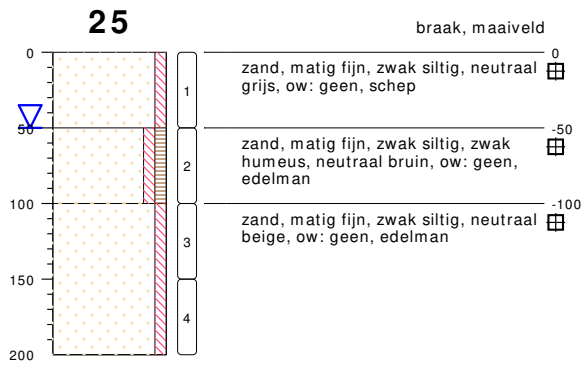 25
braak, maaiveld
0
0
zand, matig fijn, zwak siltig, neutraal
grijs, ow: geen, schep
1
50
-50
zand, matig fijn, zwak siltig, zwak
humeus, neutraal bruin, ow: geen,
edelman
2
100
-100
zand, matig fijn, zwak siltig, neutraal
beige, ow: geen, edelman
3
150
4
200